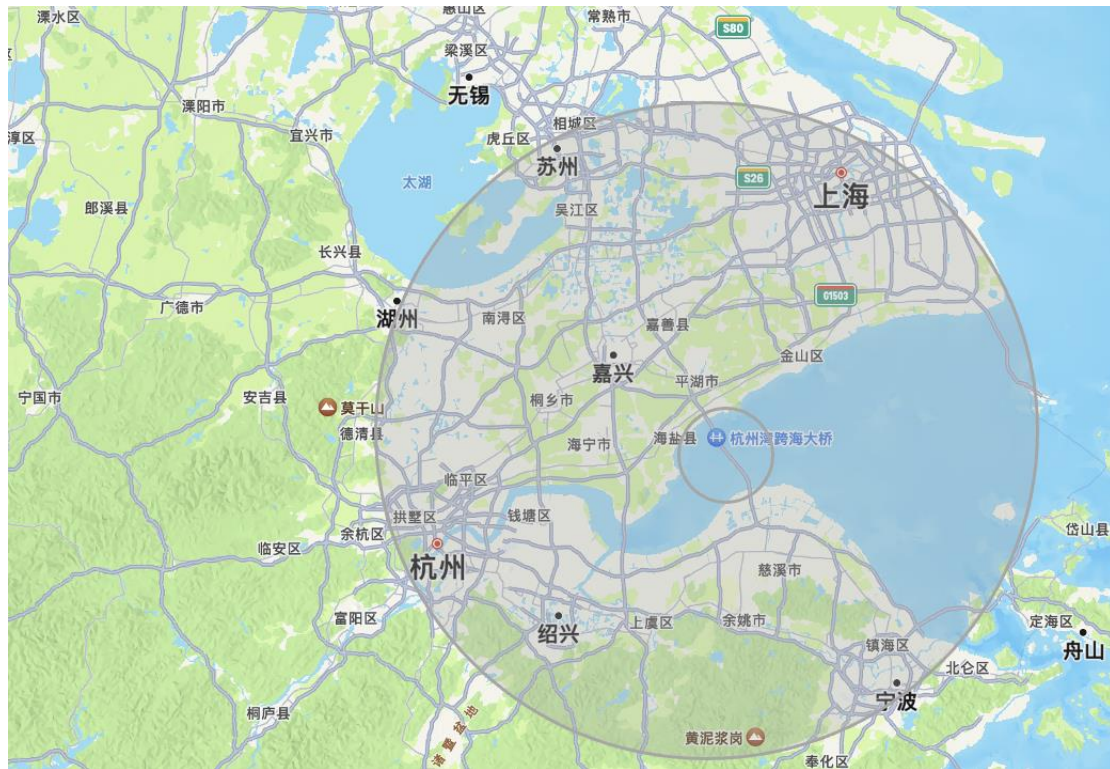 溧水区
惠山区
常熟市
S80
梁溪区
无锡
溧阳市
宜兴市
虎丘区
相城区
淳区
苏州
S26
太湖
上海
郎溪县
吴江区
长兴县
广德市
湖州
南浔区
G1503
嘉善县
金山区
嘉兴
平湖市
宁国市
安吉县
莫干山
桐乡市
德清县
海宁市
海盐县
杭州湾跨海大桥
临平区
拱墅区
钱塘区
余杭区
临安区
岱山县
杭州
慈溪市
富阳区
绍兴
上虞区
余姚市
定海区
镇海区
舟山
北仑区
宁波
桐庐县
诸暨盆地
黄泥浆岗
奉化区